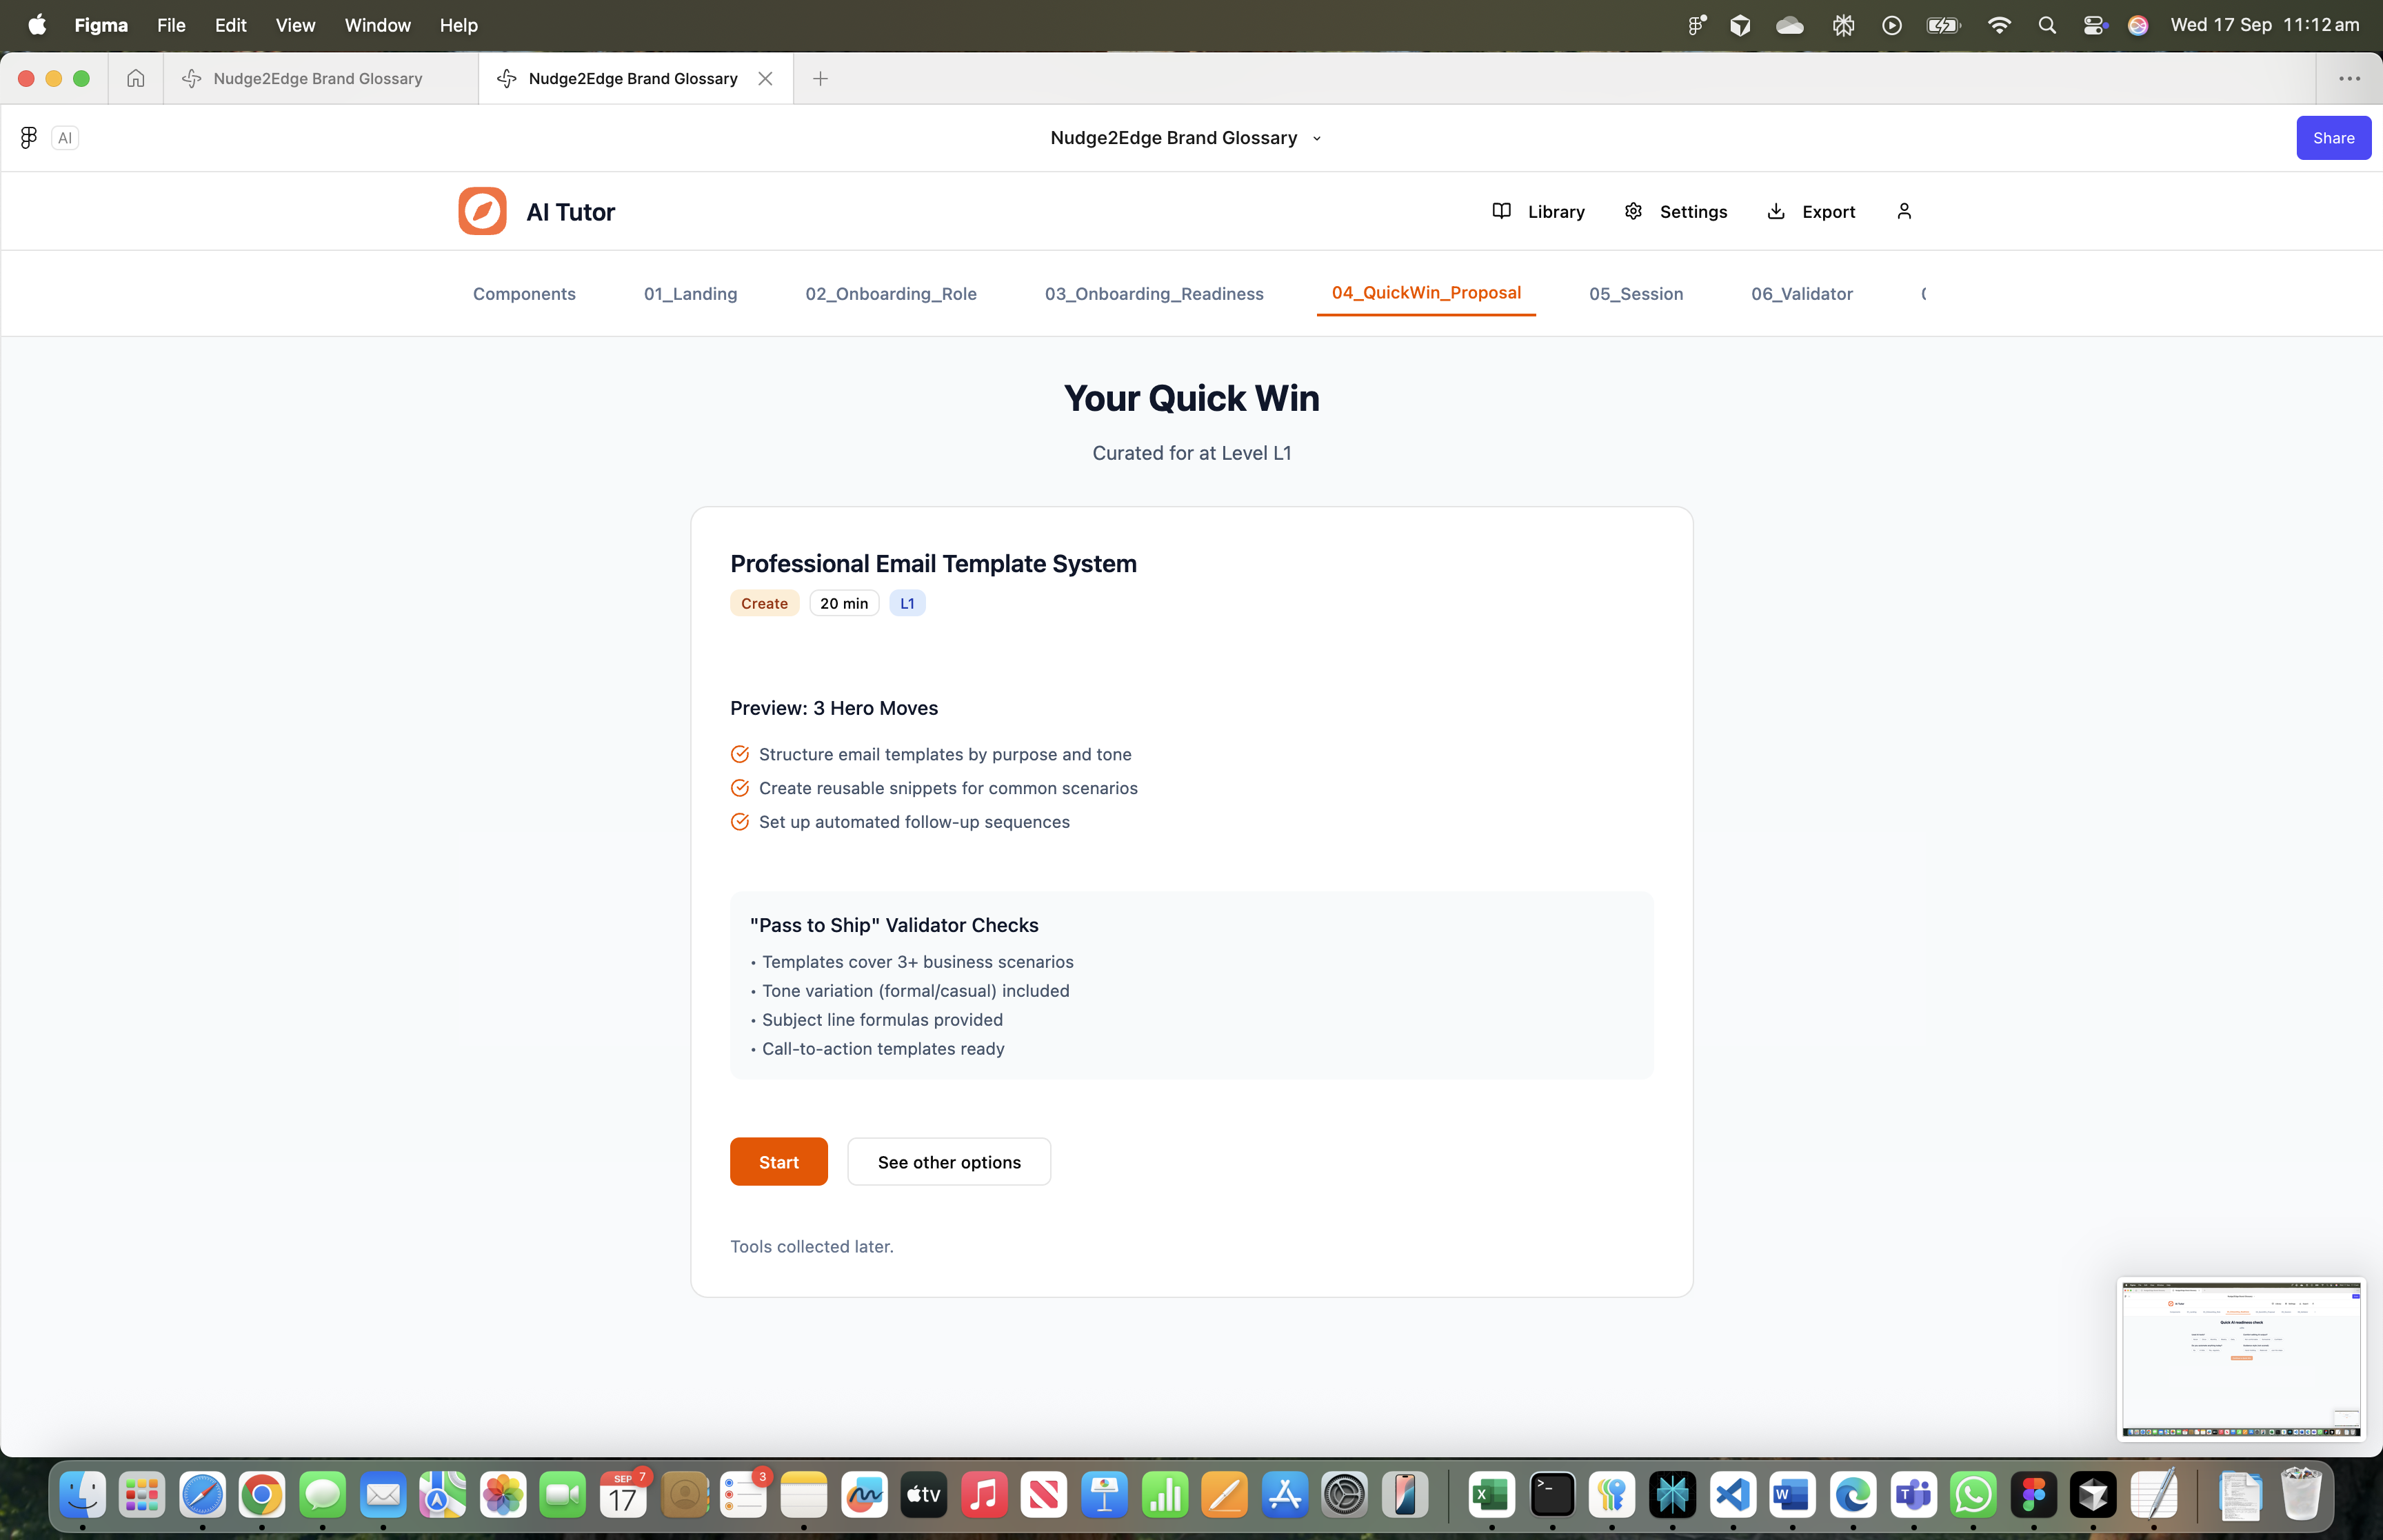 Figma File Edit View Window Help
Wed 17 Sep 11:12 am
Nudge2Edge Brand Glossary
Nudge2Edge Brand Glossary
AI
Nudge2Edge Brand Glossary
Share
AI Tutor
Library Settings Export
Components 01_Landing 02_Onboarding_Role 03_Onboarding_Readiness 04_QuickWin_Proposal 05_Session 06_Validator
Your Quick Win
Curated for at Level L1
Professional Email Template System
Create 20 min L1
Preview: 3 Hero Moves
Structure email templates by purpose and tone
Create reusable snippets for common scenarios
Set up automated follow-up sequences
"Pass to Ship" Validator Checks
• Templates cover 3+ business scenarios
• Tone variation (formal/casual) included
• Subject line formulas provided
• Call-to-action templates ready
Start See other options
Tools collected later.
Quick AI readiness check
SEP 7
17
3
tv